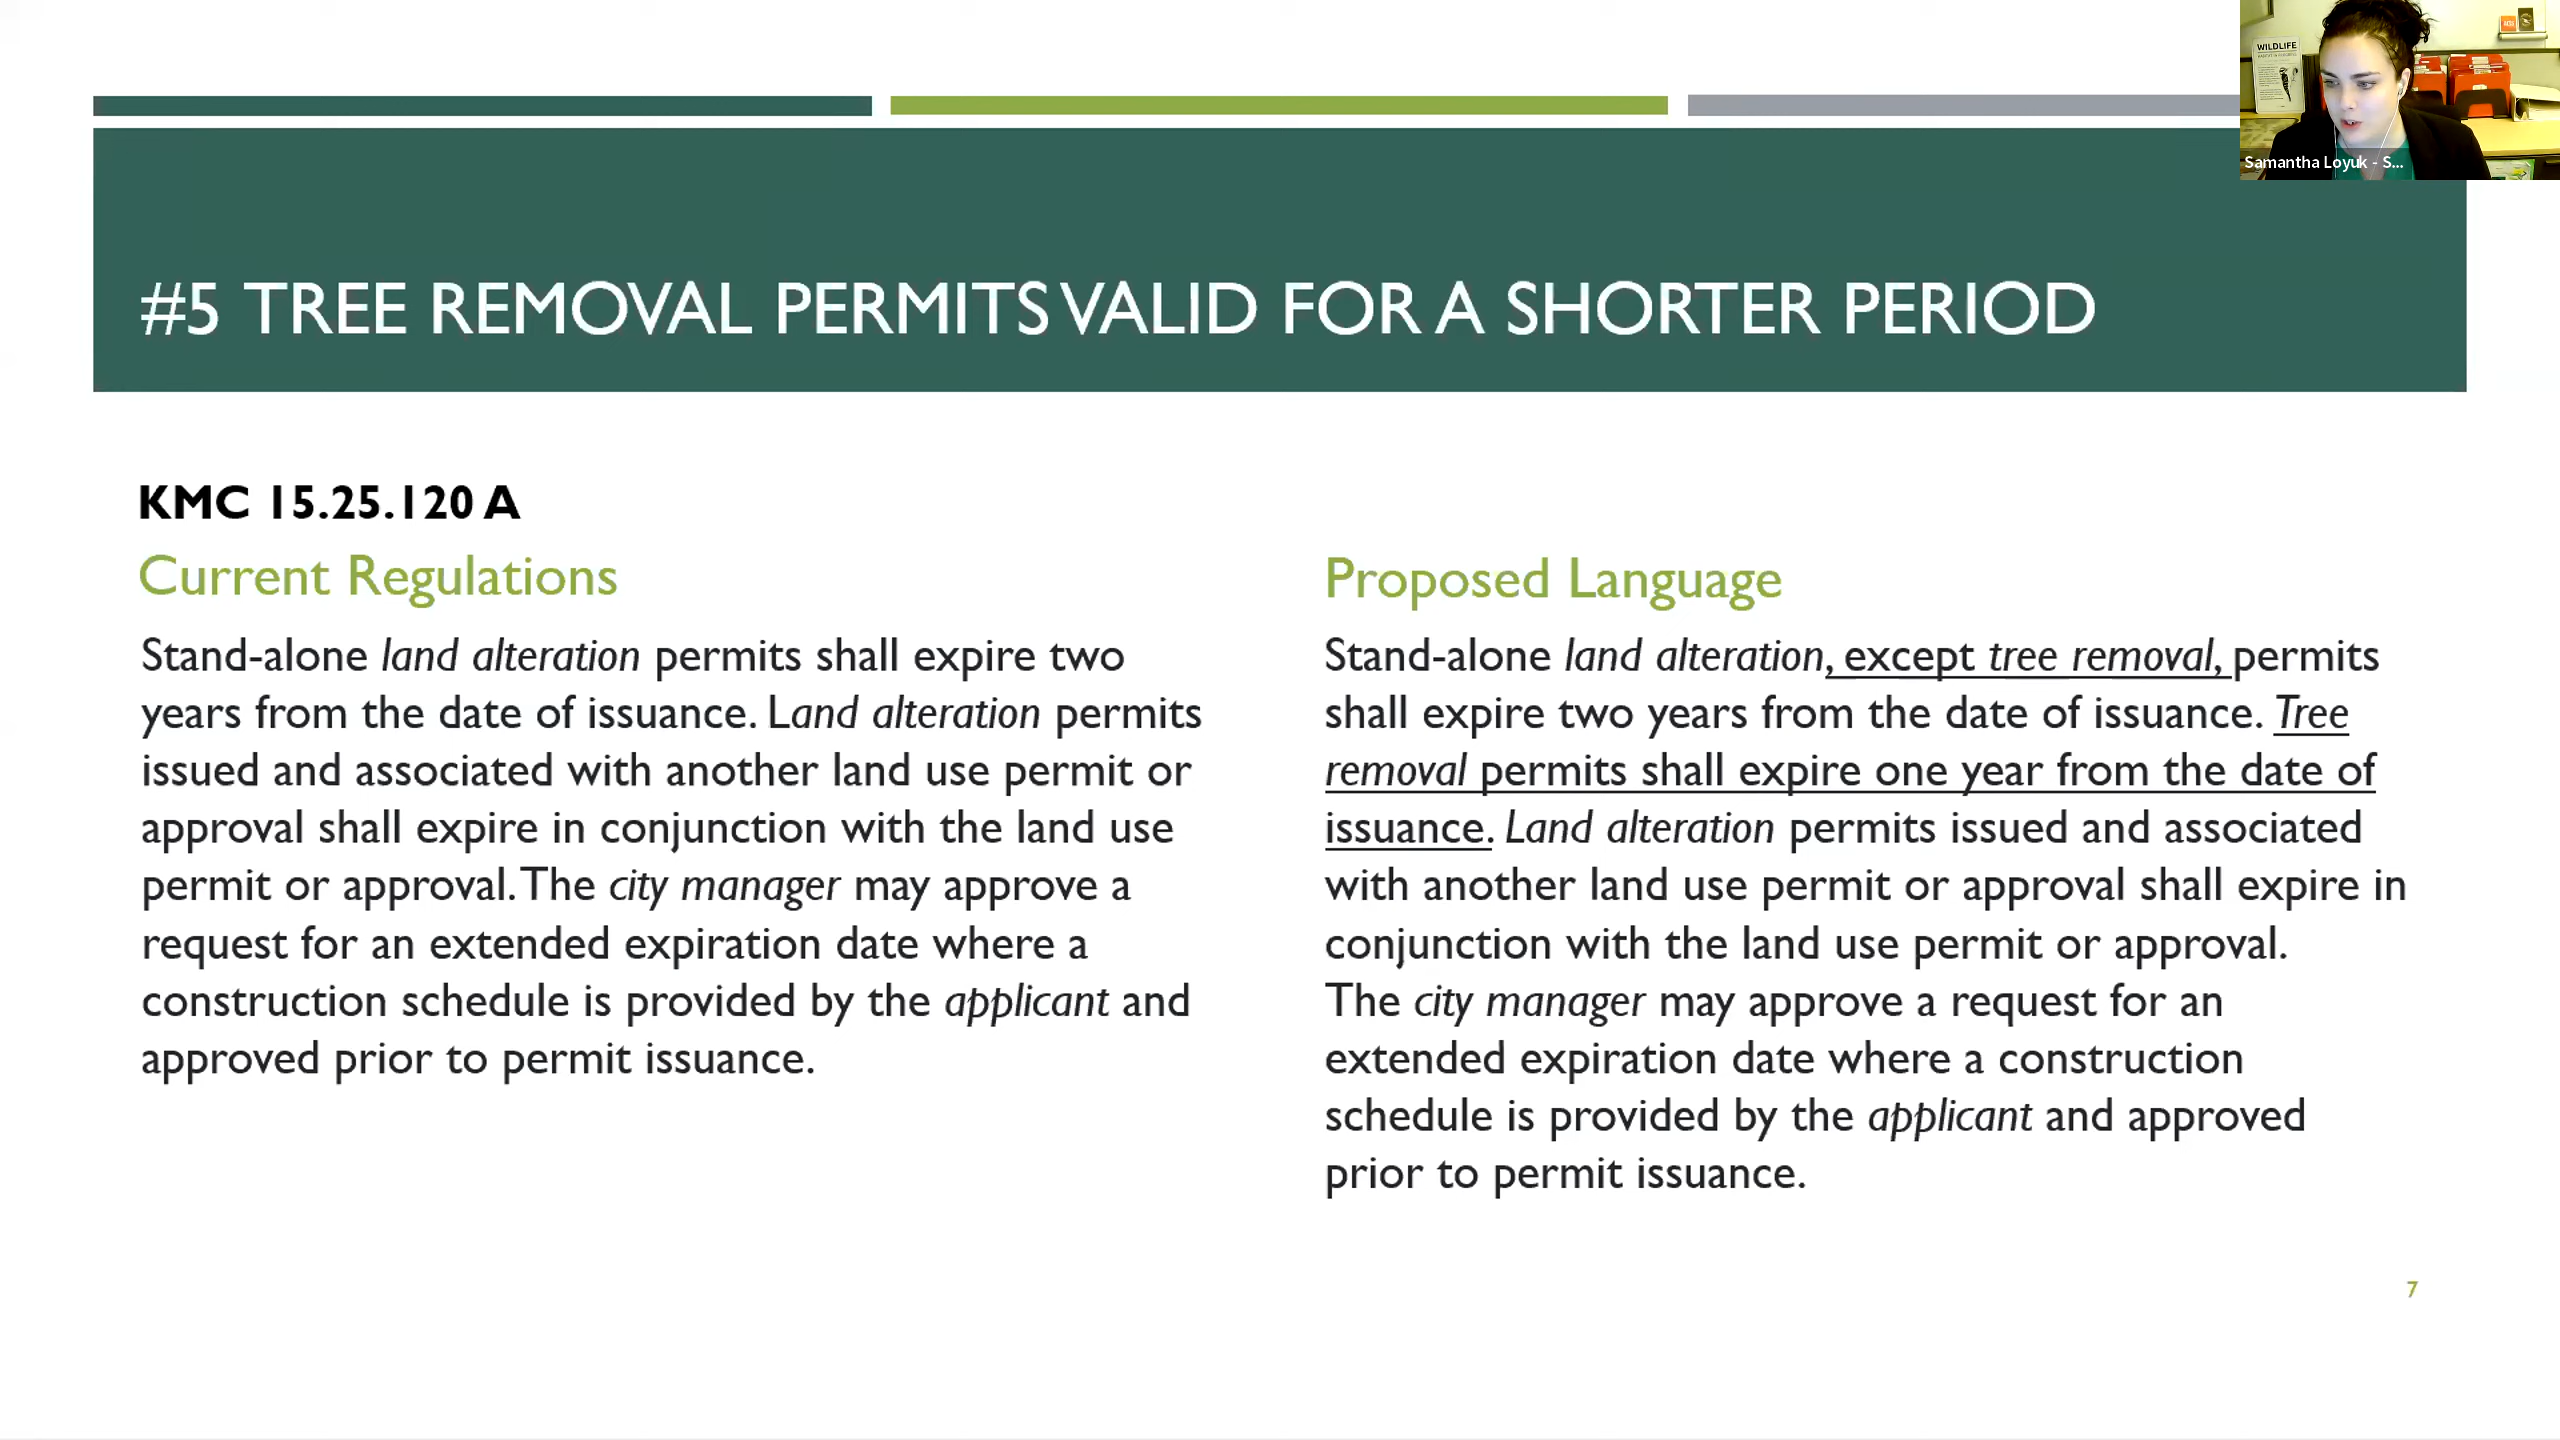 WILDLIFE
Samantha Loyuk - S...
#5 TREE REMOVAL PERMITS VALID FOR A SHORTER PERIOD
KMC 15.25.120 A
Current Regulations
Stand-alone land alteration permits shall expire two
years from the date of issuance. Land alteration permits
issued and associated with another land use permit or
approval shall expire in conjunction with the land use
permit or approval. The city manager may approve a
request for an extended expiration date where a
construction schedule is provided by the applicant and
approved prior to permit issuance.
Proposed Language
Stand-alone land alteration, except tree removal, permits
shall expire two years from the date of issuance. Tree
removal permits shall expire one year from the date of
issuance. Land alteration permits issued and associated
with another land use permit or approval shall expire in
conjunction with the land use permit or approval.
The city manager may approve a request for an
extended expiration date where a construction
schedule is provided by the applicant and approved
prior to permit issuance.
7